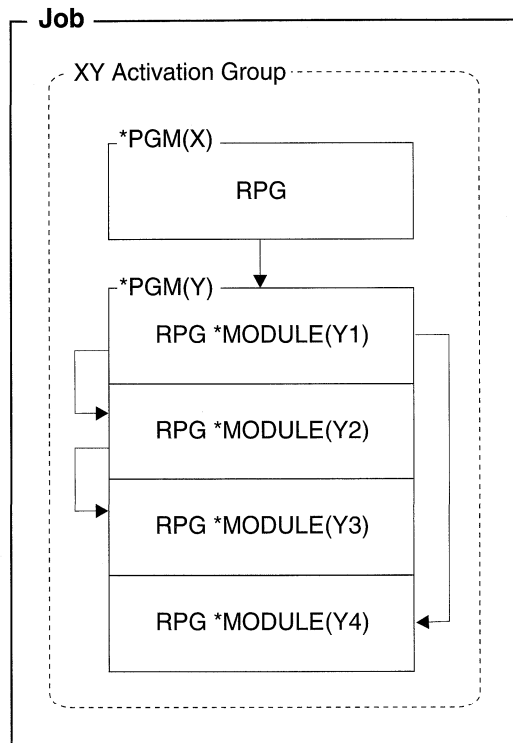 Job
XY Activation Group
*PGM(X)
RPG
*PGM(Y)
RPG *MODULE(Y1)
RPG *MODULE(Y2)
RPG *MODULE(Y3)
RPG *MODULE(Y4)